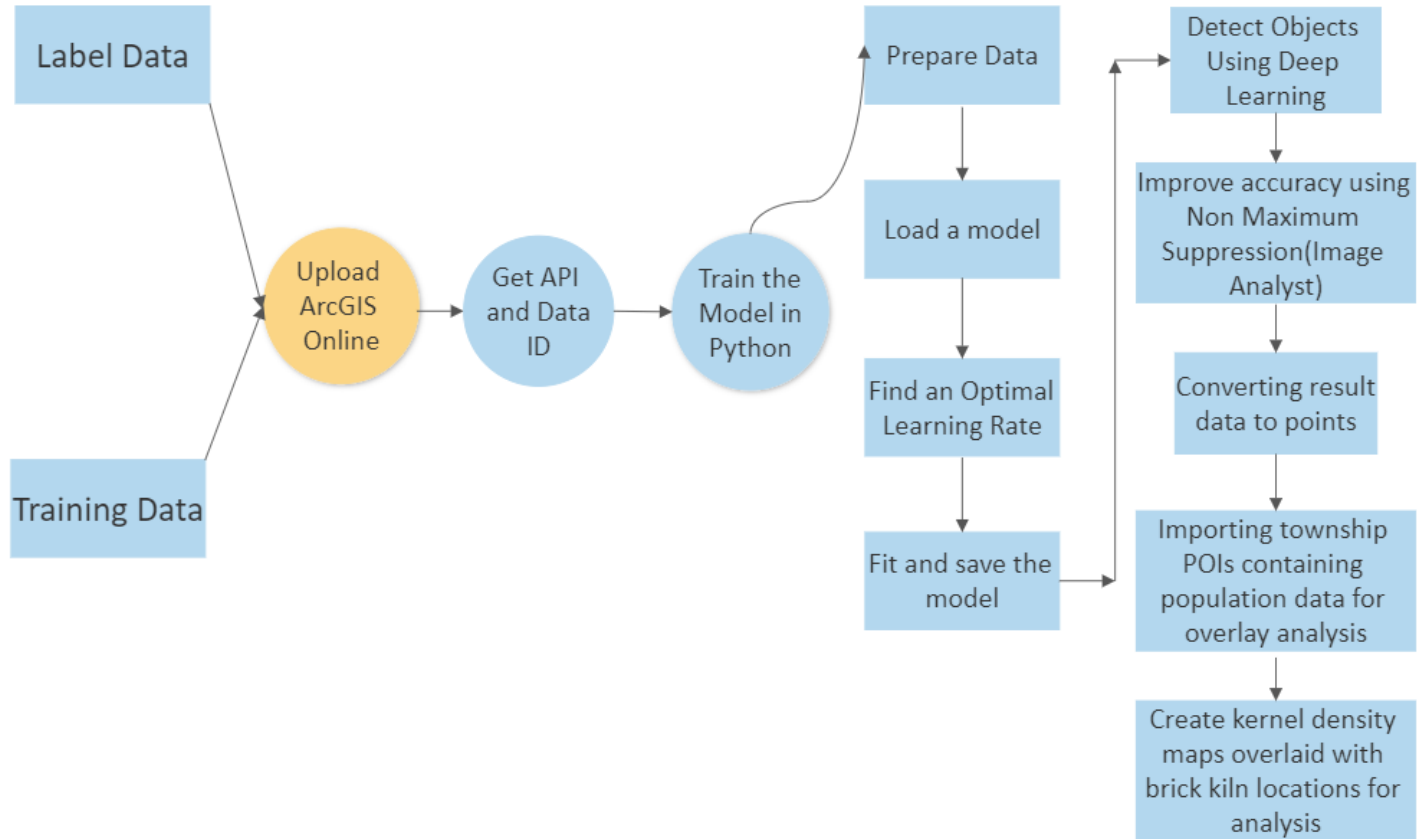 Label Data
Training Data
Upload
ArcGIS
Online
Get API
and Data
ID
Train the
Model in
Python
Prepare Data
Load a model
Find an Optimal
Learning Rate
Fit and save the
model
Detect Objects
Using Deep
Learning
Improve accuracy using
Non Maximum
Suppression(Image
Analyst)
Converting result
data to points
Importing township
POIs containing
population data for
overlay analysis
Create kernel density
maps overlaid with
brick kiln locations for
analysis